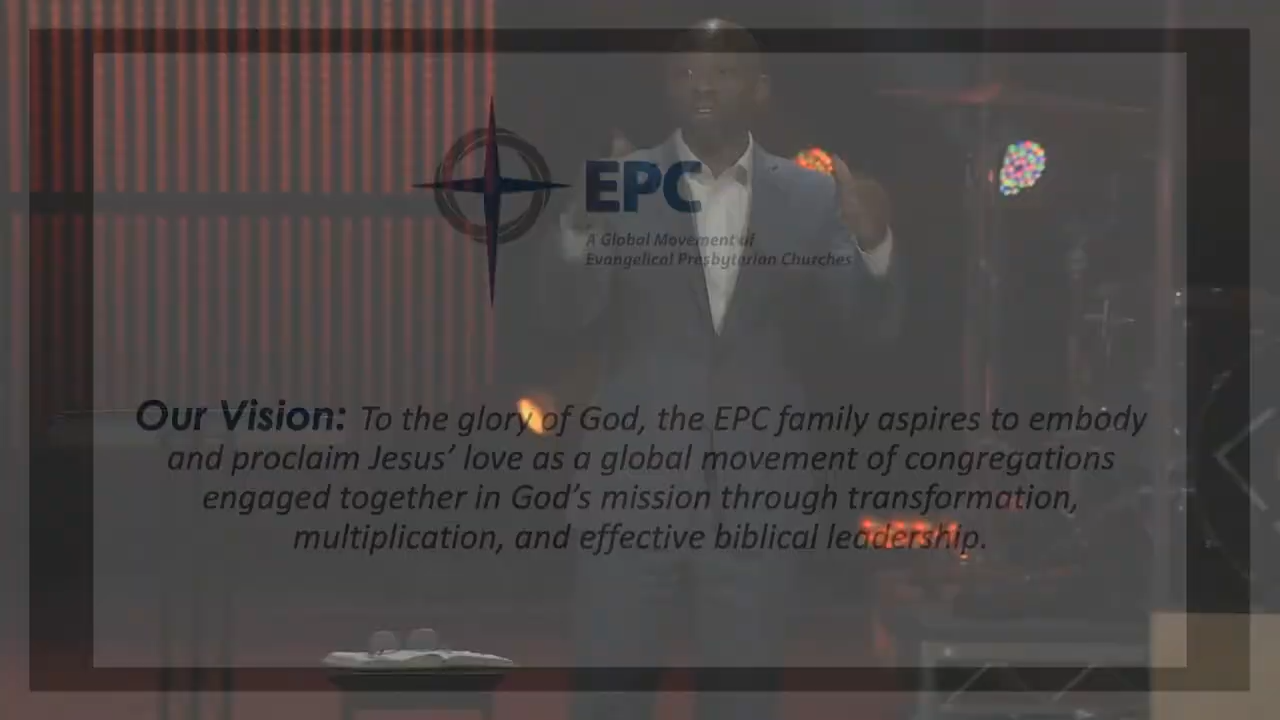 EPC
A Global Movement of
Evangelical Presbyterian Churches
Our Vision: To the glory of God, the EPC family aspires to embody
and proclaim Jesus’ love as a global movement of congregations
engaged together in God’s mission through transformation,
multiplication, and effective biblical leadership.